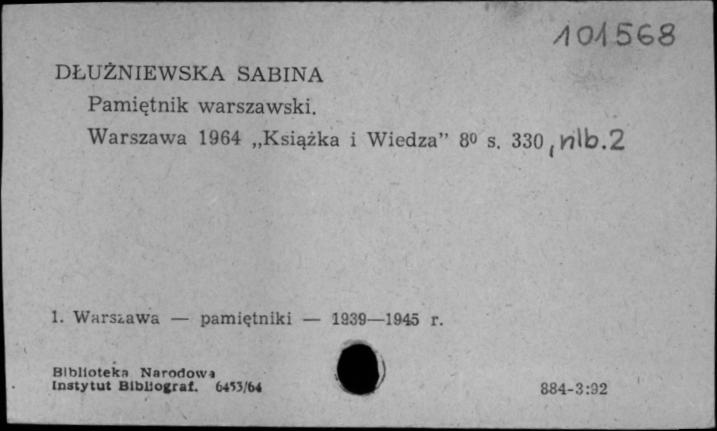 101568
DŁUŻNIEWSKA SABINA
Pamiętnik warszawski.
Warszawa 1964 „Książka i Wiedza” 8⁰ s. 330, nlb. 2
1. Warszawa — pamiętniki — 1939—1945 r.
Biblioteka Narodowa
Instytut Bibliograf. 6453/64
884-3:92